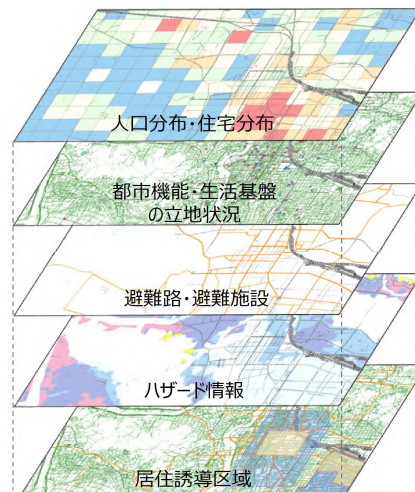 人口分布・住宅分布
都市機能・生活基盤
の立地状況
避難路・避難施設
ハザード情報
居住誘導区域